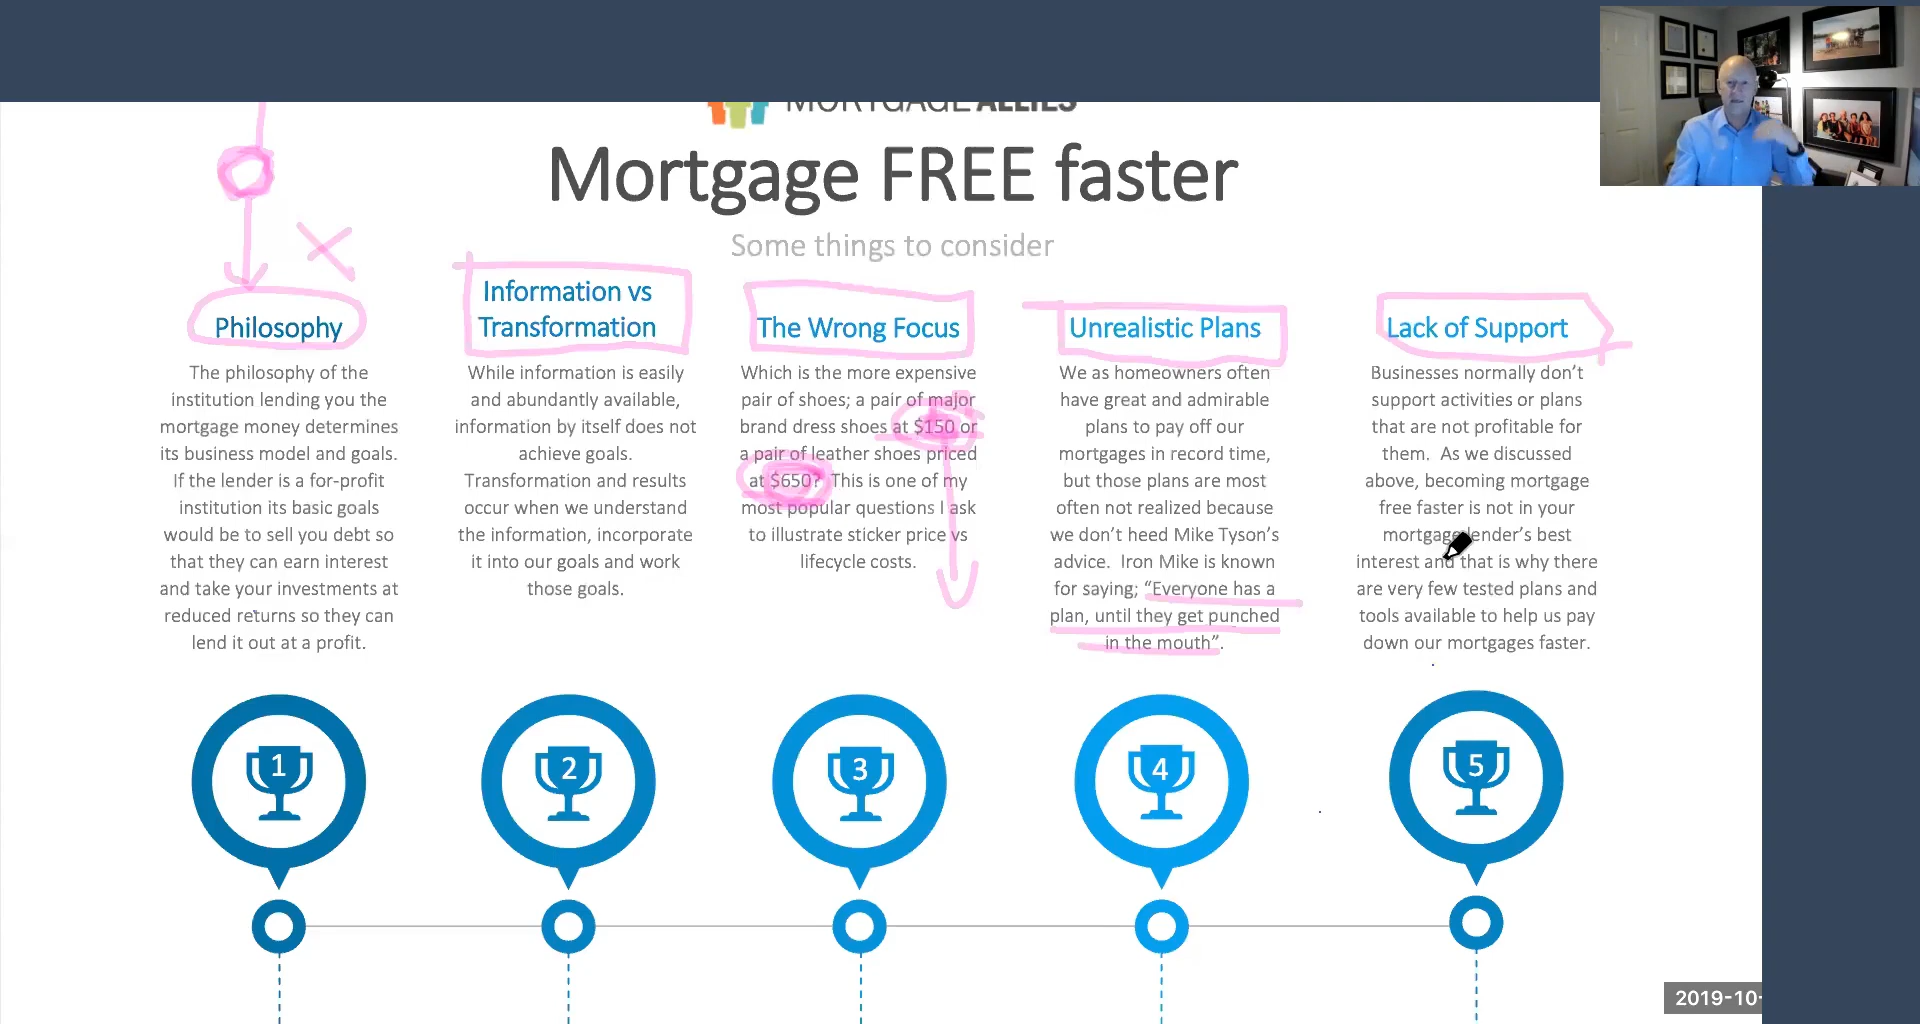 MORTGAGE ALLIES
Mortgage FREE faster
Some things to consider
Philosophy
The philosophy of the
institution lending you the
mortgage money determines
its business model and goals.
If the lender is a for-profit
institution its basic goals
would be to sell you debt so
that they can earn interest
and take your investments at
reduced returns so they can
lend it out at a profit.
Information vs
Transformation
While information is easily
and abundantly available,
information by itself does not
achieve goals.
Transformation and results
occur when we understand
the information, incorporate
it into our goals and work
those goals.
The Wrong Focus
Which is the more expensive
pair of shoes; a pair of major
brand dress shoes at $150 or
a pair of leather shoes priced
at $650? This is one of my
most popular questions I ask
to illustrate sticker price vs
lifecycle costs.
Unrealistic Plans
We as homeowners often
have great and admirable
plans to pay off our
mortgages in record time,
but those plans are most
often not realized because
we don’t heed Mike Tyson’s
advice. Iron Mike is known
for saying; “Everyone has a
plan, until they get punched
in the mouth”.
Lack of Support
Businesses normally don’t
support activities or plans
that are not profitable for
them. As we discussed
above, becoming mortgage
free faster is not in your
mortgage lender’s best
interest and that is why there
are very few tested plans and
tools available to help us pay
down our mortgages faster.
1
2
3
4
5
2019-10-